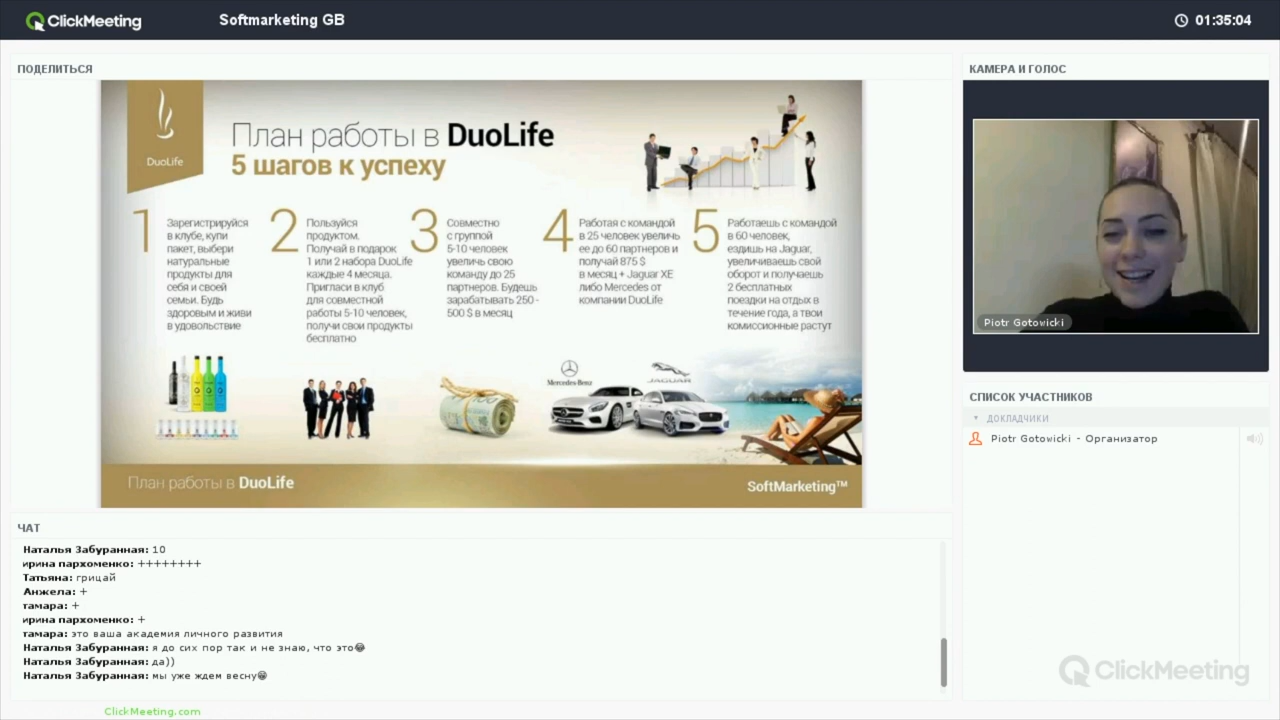 ClickMeeting
Softmarketing GB
01:35:04
ПОДЕЛИТЬСЯ
DuoLife
План работы в DuoLife
5 шагов к успеху
1
Зарегистрируйся
в клубе, купи
пакет, выбери
натуральные
продукты для
себя и своей
семьи. Будь
здоровым и живи
в удовольствие
2
Пользуйся
продуктом.
Получай в подарок
1 или 2 набора DuoLife
каждые 4 месяца.
Пригласи в клуб
для совместной
работы 5-10 человек,
получи свои продукты
бесплатно
3
Совместно
с группой
5-10 человек
увеличь свою
команду до 25
партнеров. Будешь
зарабатывать 250 -
500 $ в месяц
4
Работая с командой
в 25 человек увеличь
ее до 60 партнеров и
получай 875 $
в месяц + Jaguar XE
либо Mercedes от
компании DuoLife
5
Работаешь с командой
в 60 человек,
ездишь на Jaguar,
увеличиваешь свой
оборот и получаешь
2 бесплатных
поездки на отдых в
течение года, а твои
комиссионные растут
Mercedes-Benz
JAGUAR
План работы в DuoLife
SoftMarketing™
КАМЕРА И ГОЛОС
Piotr Gotowicki
СПИСОК УЧАСТНИКОВ
ДОКЛАДЧИКИ
Piotr Gotowicki - Организатор
ЧАТ
Наталья Забуранная: 10
ирина пархоменко: ++++++++
Татьяна: грицай
Анжела: +
тамара: +
ирина пархоменко: +
тамара: это ваша академия личного развития
Наталья Забуранная: я до сих пор так и не знаю, что это😂
Наталья Забуранная: да))
Наталья Забуранная: мы уже ждем весну😁
ClickMeeting
ClickMeeting.com